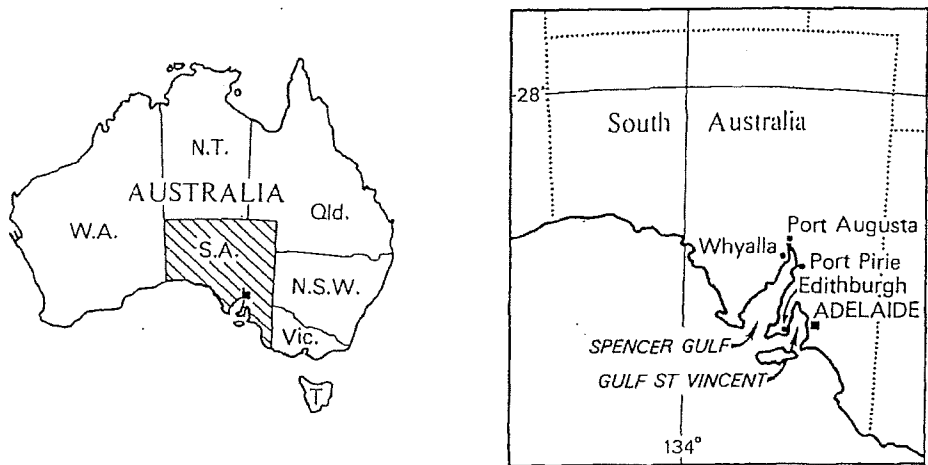 N.T.
AUSTRALIA
W.A.
Qld.
S.A.
N.S.W.
Vic.
T
28°
South Australia
Port Augusta
Whyalla
Port Pirie
Edithburgh
ADELAIDE
SPENCER GULF
GULF ST VINCENT
134°